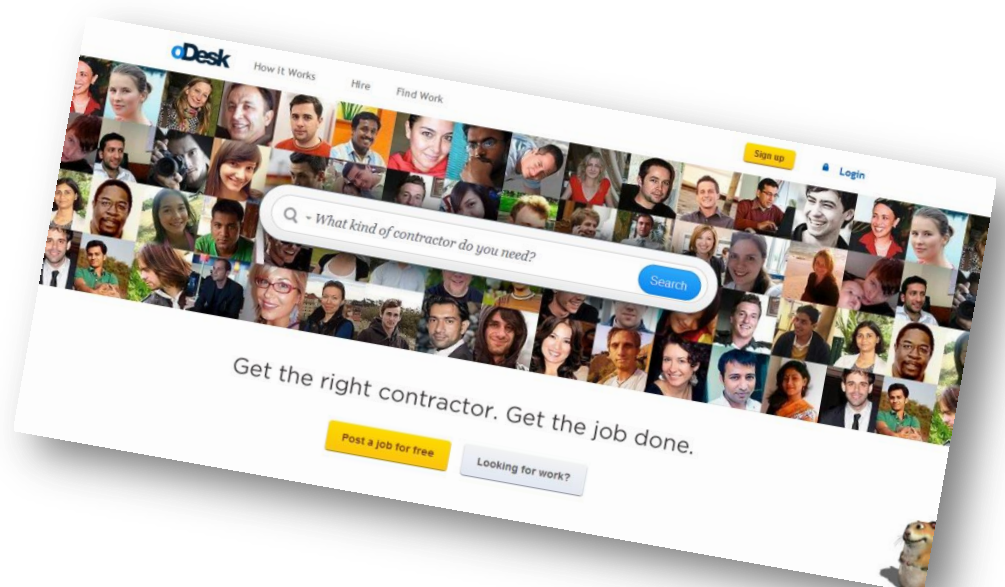 oDesk
How It Works
Hire
Find Work
Sign up
Login
What kind of contractor do you need?
Search
Get the right contractor. Get the job done.
Post a job for free
Looking for work?